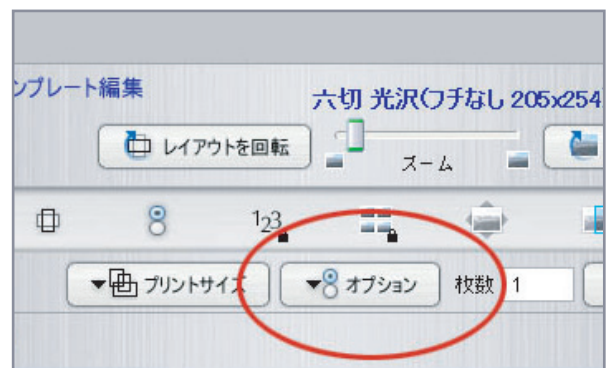 ンプレート編集
六切 光沢(フチなし 205x254
レイアウトを回転
ズーム
123
プリントサイズ
オプション
枚数 1